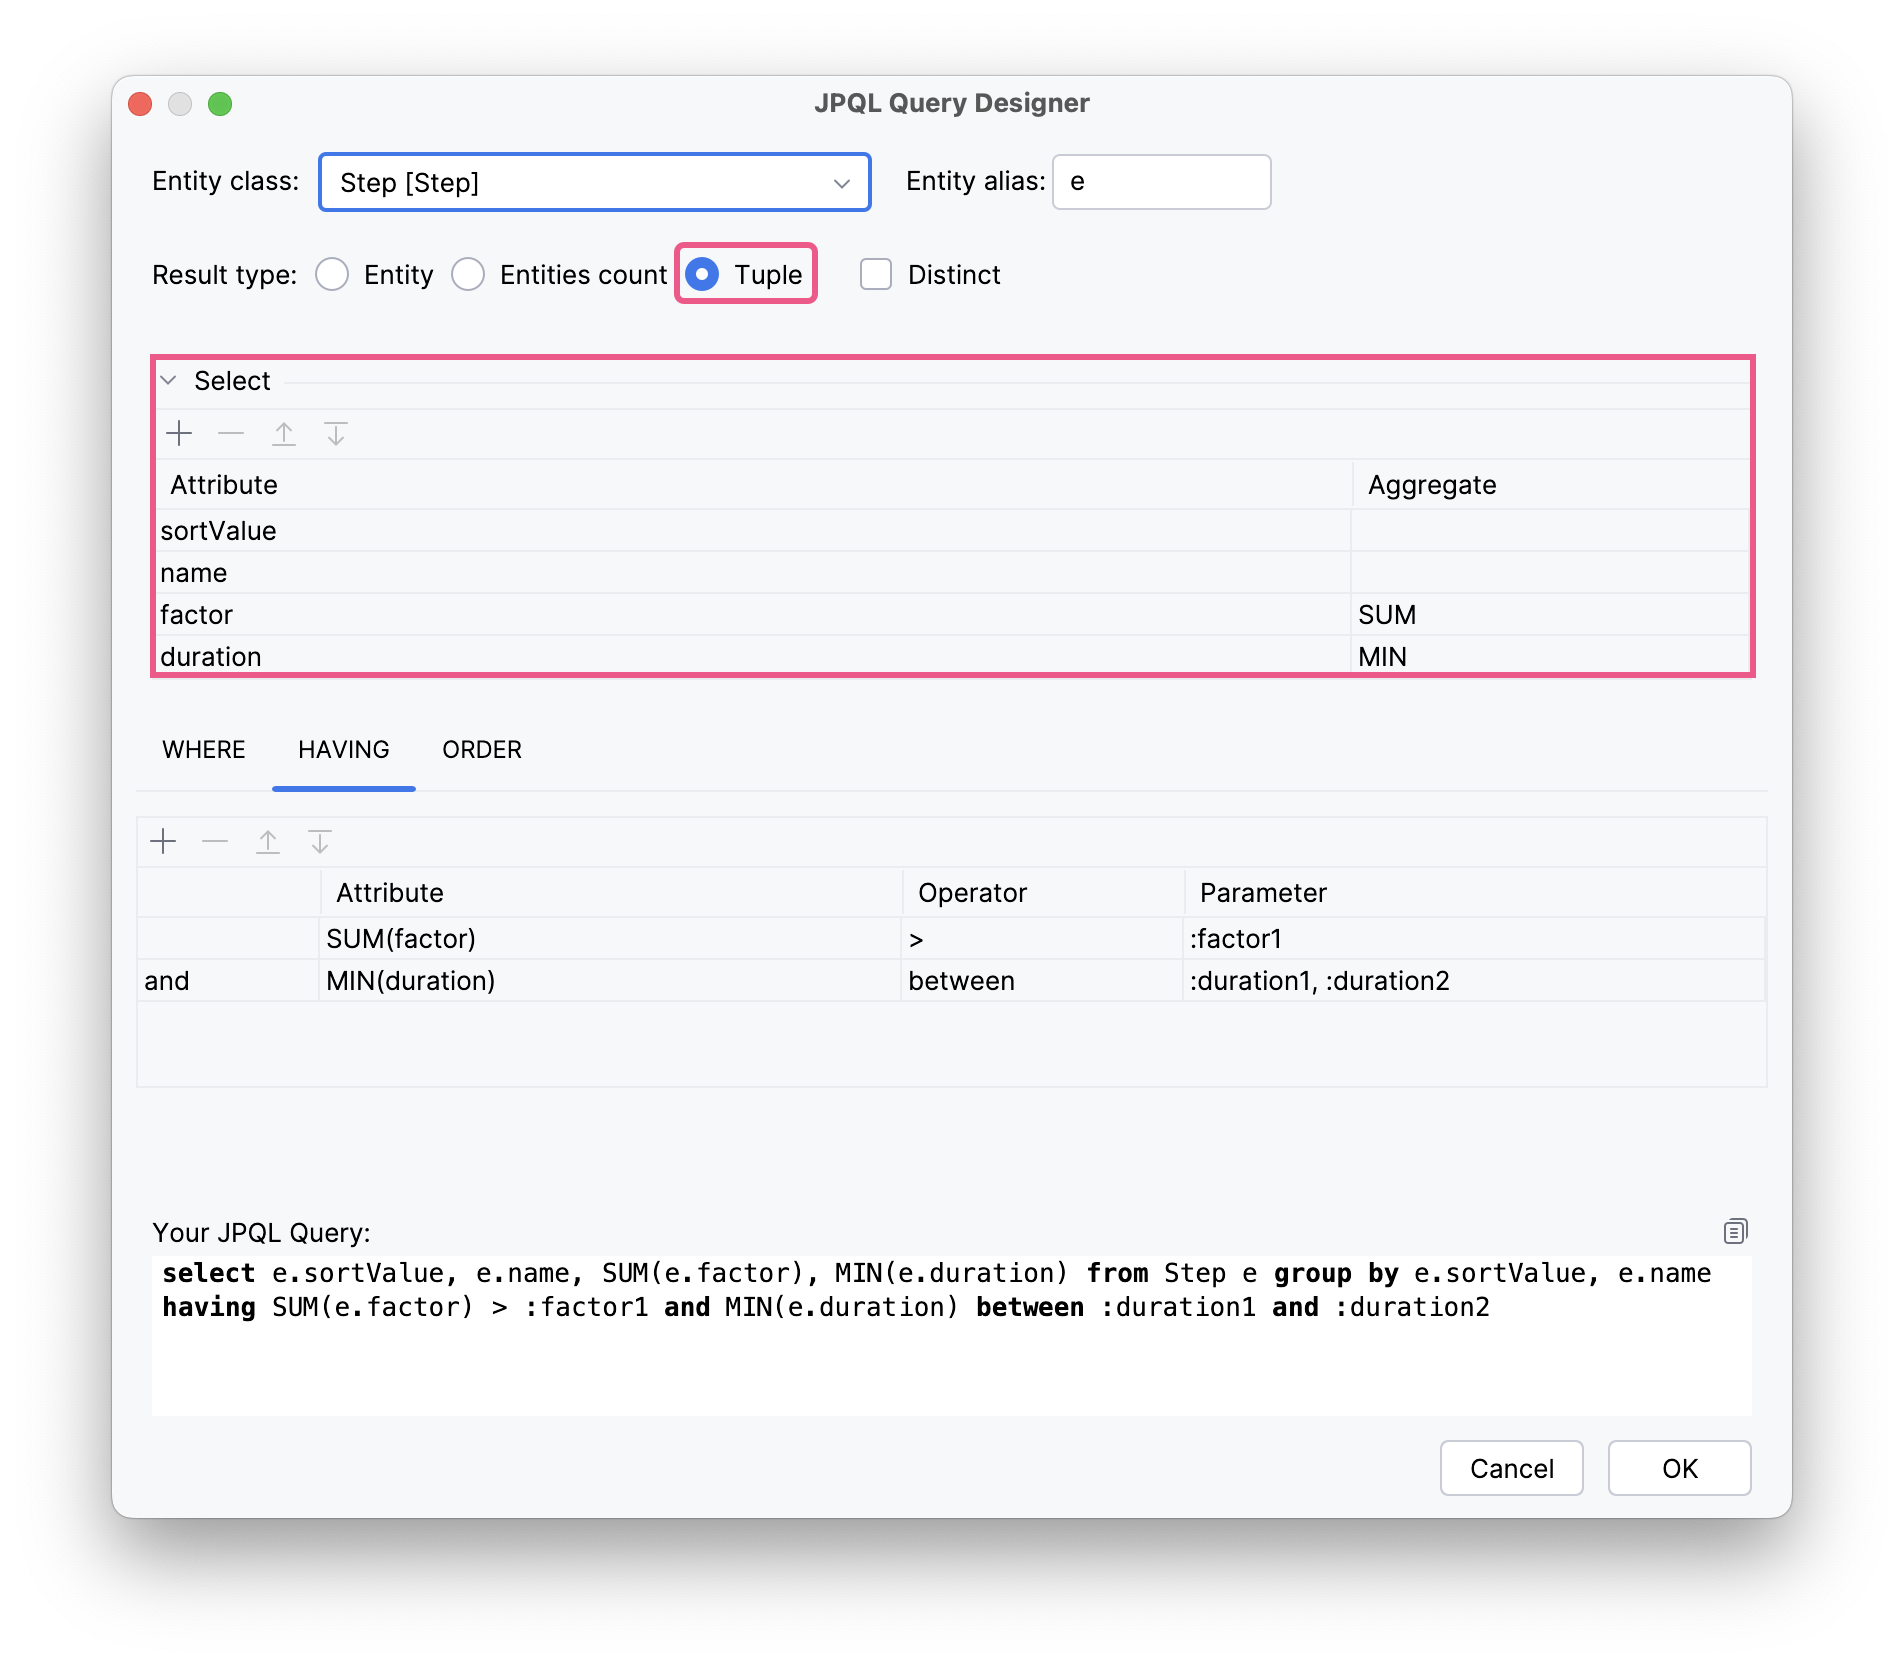 JPQL Query Designer
Entity class: Step [Step] Entity alias: e
Result type: Entity Entities count Tuple Distinct
Select
Attribute Aggregate
sortValue
name
factor SUM
duration MIN
WHERE HAVING ORDER
Attribute Operator Parameter
SUM(factor) > :factor1
and MIN(duration) between :duration1, :duration2
Your JPQL Query:
select e.sortValue, e.name, SUM(e.factor), MIN(e.duration) from Step e group by e.sortValue, e.name
having SUM(e.factor) > :factor1 and MIN(e.duration) between :duration1 and :duration2
Cancel OK